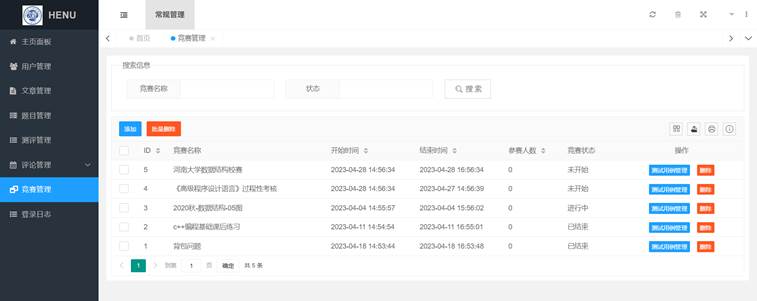 HENU
常规管理
主页面板
用户管理
文章管理
题目管理
测评管理
评论管理
竞赛管理
登录日志
首页
竞赛管理
搜索信息
竞赛名称
状态
搜 索
添加
批量删除
ID 竞赛名称 开始时间 结束时间 参赛人数 竞赛状态 操作
5 河南大学数据结构校赛 2023-04-28 14:56:34 2023-04-28 16:56:34 0 未开始 测试用例管理 删除
4 《高级程序设计语言》过程性考核 2023-04-28 14:56:34 2023-04-27 16:56:39 0 未开始 测试用例管理 删除
3 2020秋-数据结构-05图 2023-04-04 14:55:57 2023-04-04 15:56:02 0 进行中 测试用例管理 删除
2 c++编程基础课后练习 2023-04-11 14:54:54 2023-04-11 16:55:01 0 已结束 测试用例管理 删除
1 背包问题 2023-04-18 14:53:44 2023-04-18 16:53:48 0 已结束 测试用例管理 删除
1 到第 1 页 确定 共 5 条